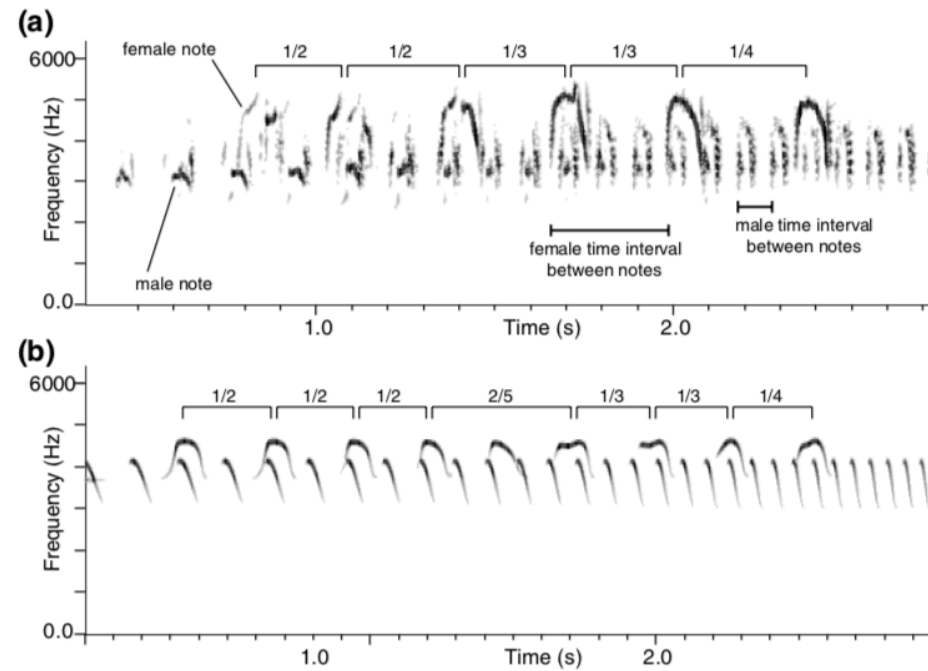 (a)
6000
female note
1/2
1/2
1/3
1/3
1/4
Frequency (Hz)
male note
female time interval
between notes
male time interval
between notes
0.0
1.0
Time (s)
2.0
(b)
6000
1/2
1/2
1/2
2/5
1/3
1/3
1/4
Frequency (Hz)
0.0
1.0
Time (s)
2.0